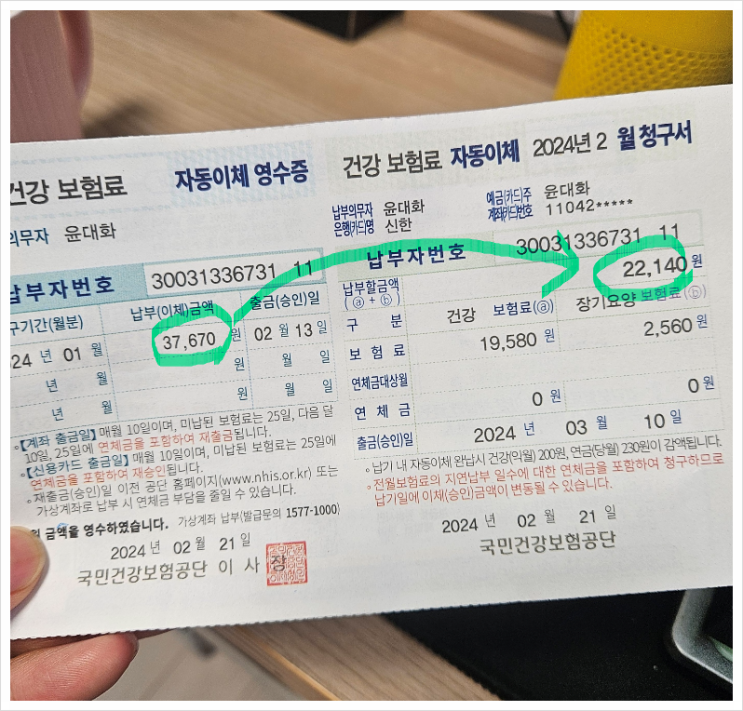 건강 보험료 자동이체 영수증
의무자 윤대화
납부자번호 30031336731 11
구기간(월분) 납부(이체)금액 출금(승인)일
24 년 01 월 37,670 원 02 월 13 일
년 월 원 월 일
년 월 원 월 일
◦【계좌 출금일】 매월 10일이며, 미납된 보험료는 25일, 다음 달
10일, 25일에 연체금을 포함하여 재출금됩니다.
◦【신용카드 출금일】 매월 10일이며, 미납된 보험료는 25일에
연체금을 포함하여 재승인됩니다.
◦재출금(승인)일 이전 공단 홈페이지(www.nhis.or.kr) 또는
가상계좌로 납부 시 연체금 부담을 줄일 수 있습니다.
금액을 영수하였습니다. 가상계좌 납부(발급문의 1577-1000)
2024 년 02 월 21 일
국민건강보험공단 이 사 장
건강 보험료 자동이체 2024년 2 월 청구서
납부의무자 윤대화 예금(카드)주 윤대화
은행(카드)명 신한 계좌(카드)번호 11042*****
납부자번호 30031336731 11
납부할금액 (ⓐ + ⓑ) 22,140 원
구 분 건강 보험료(ⓐ) 장기요양 보험료(ⓑ)
보 험 료 19,580 원 2,560 원
연체금대상월
연 체 금 0 원 0 원
출금(승인)일 2024 년 03 월 10 일
◦납기 내 자동이체 완납시 건강(익월) 200원, 연금(당월) 230원이 감액됩니다.
◦전월보험료의 지연납부 일수에 대한 연체금을 포함하여 청구하므로
납기일에 이체(승인)금액이 변동될 수 있습니다.
2024 년 02 월 21 일
국민건강보험공단